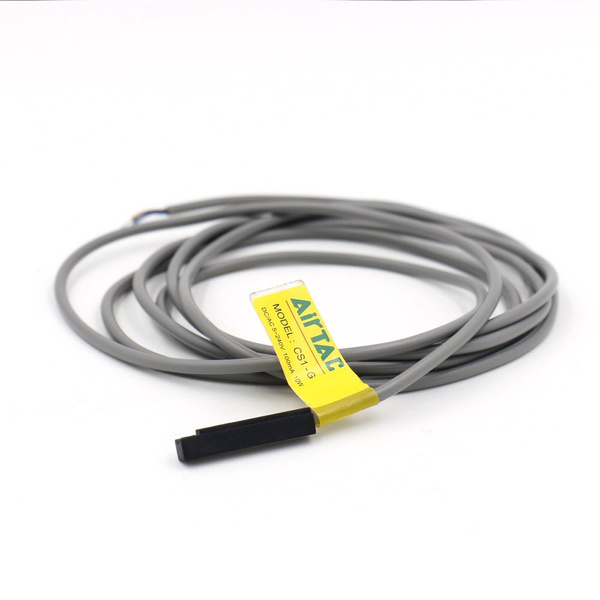 AirTAC
MODEL: CS1-G
DC/AC 5~240V 100mA 10W